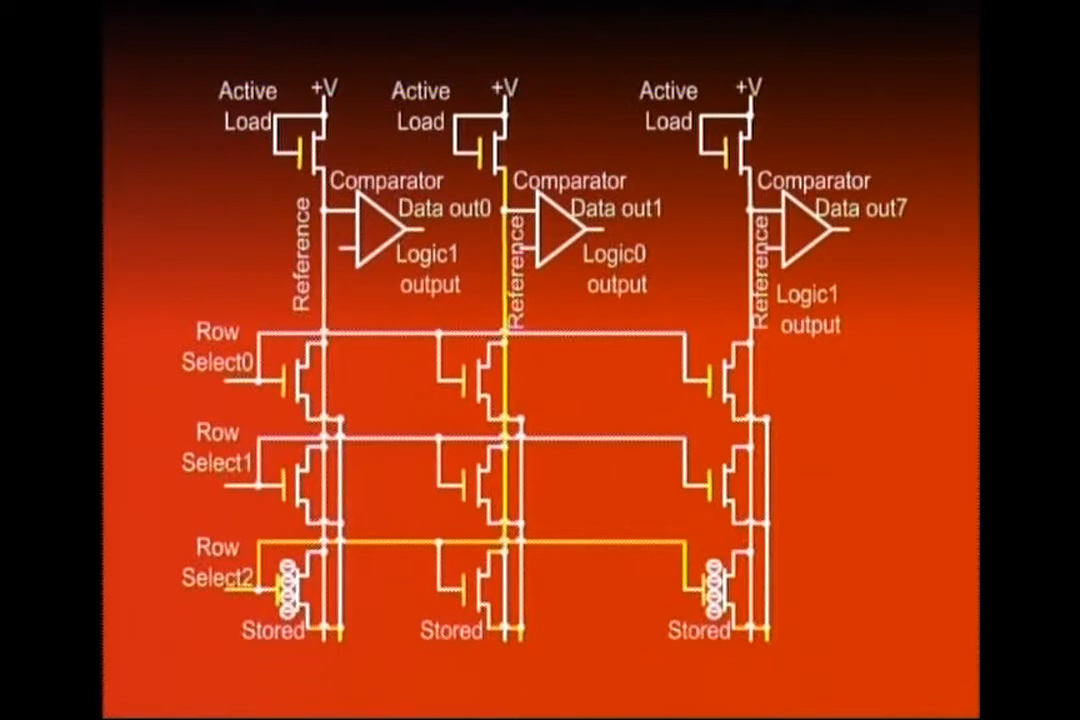 Active +V
Load
Active +V
Load
Active +V
Load
Comparator
Data out0
Reference
Logic1
output
Comparator
Data out1
Reference
Logic0
output
Comparator
Data out7
Reference
Logic1
output
Row
Select0
Row
Select1
Row
Select2
Stored
Stored
Stored